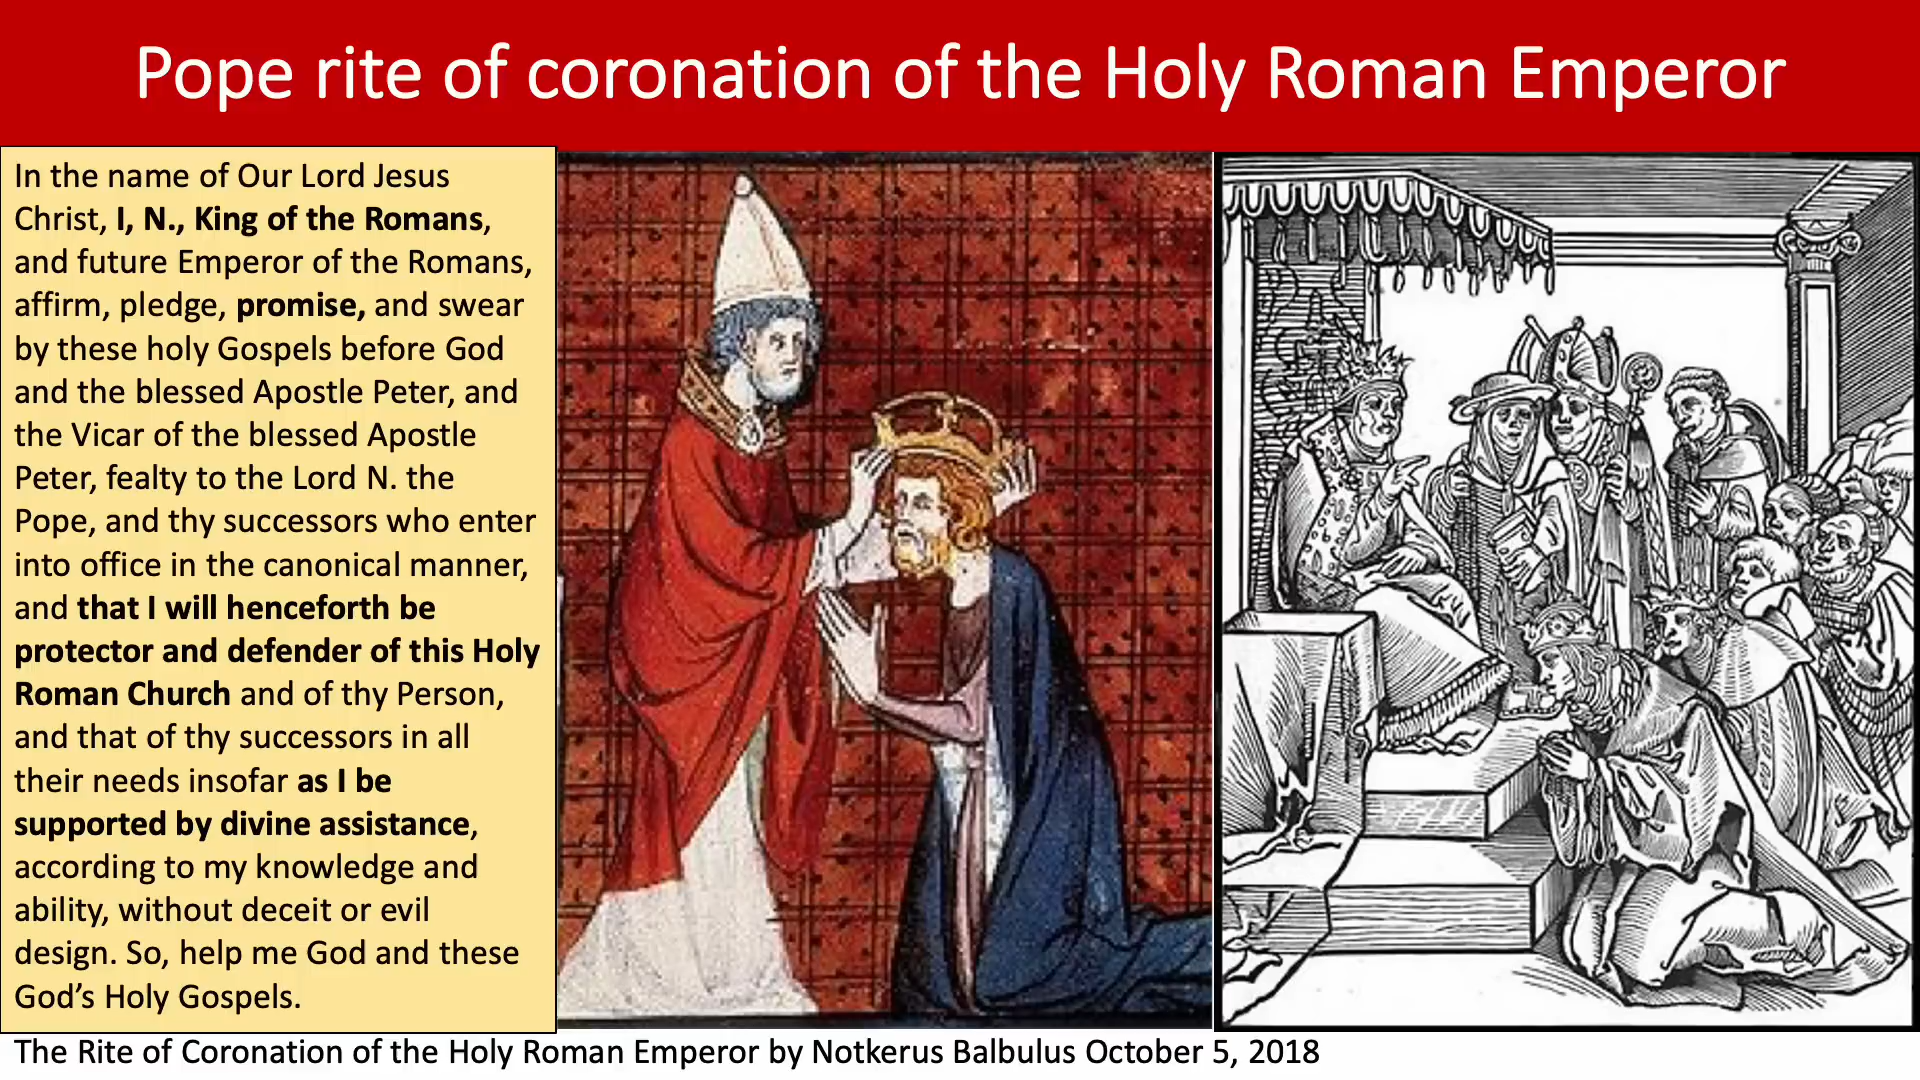 Pope rite of coronation of the Holy Roman Emperor
In the name of Our Lord Jesus
Christ, I, N., King of the Romans,
and future Emperor of the Romans,
affirm, pledge, promise, and swear
by these holy Gospels before God
and the blessed Apostle Peter, and
the Vicar of the blessed Apostle
Peter, fealty to the Lord N. the
Pope, and thy successors who enter
into office in the canonical manner,
and that I will henceforth be
protector and defender of this Holy
Roman Church and of thy Person,
and that of thy successors in all
their needs insofar as I be
supported by divine assistance,
according to my knowledge and
ability, without deceit or evil
design. So, help me God and these
God’s Holy Gospels.
The Rite of Coronation of the Holy Roman Emperor by Notkerus Balbulus October 5, 2018